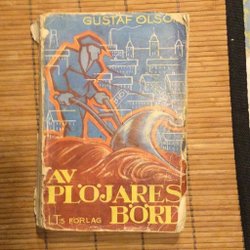 GUSTAF OLSON
AV
PLÖJARES
BÖRD
LTs FÖRLAG